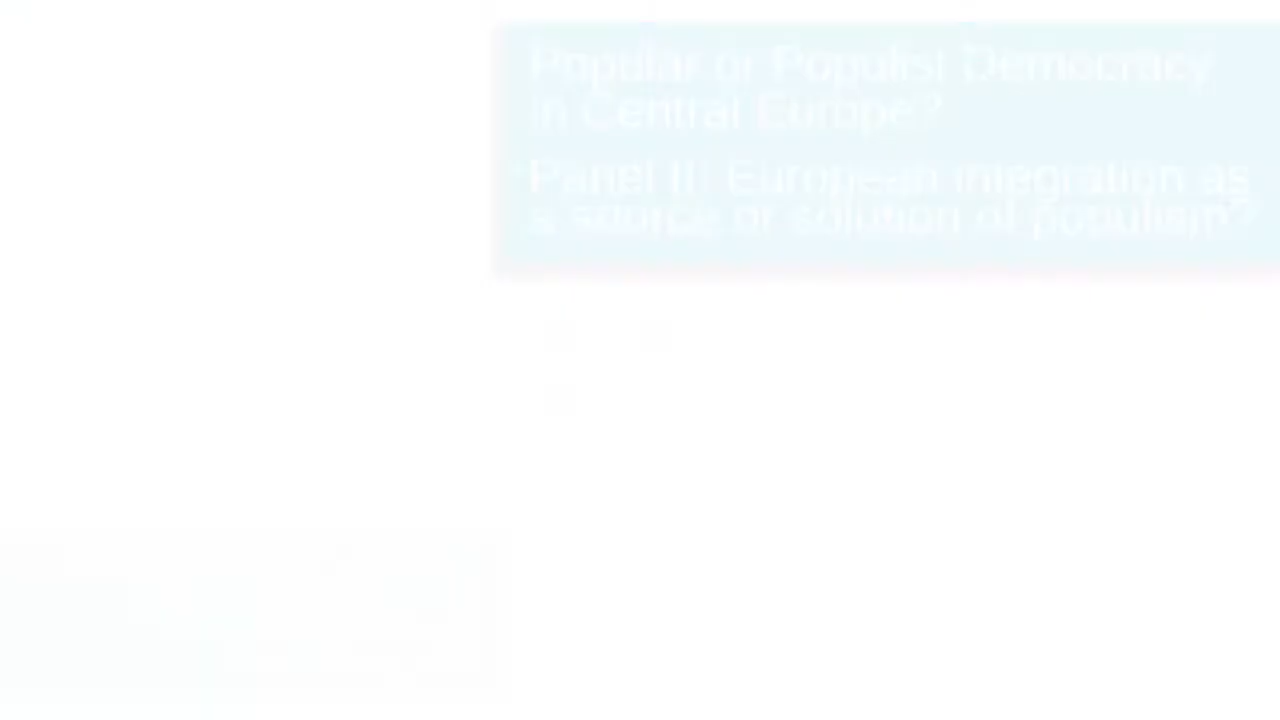 Popular or Populist Democracy
in Central Europe?
Panel II: European integration as
a source or solution of populism?